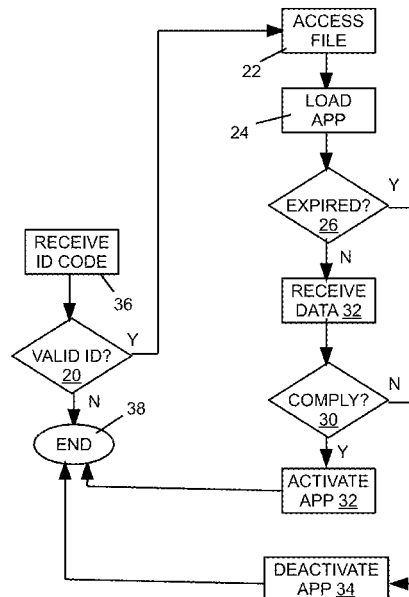 ACCESS
FILE
22
LOAD
APP
24
EXPIRED?
26
Y
N
RECEIVE
ID CODE
36
RECEIVE
DATA 32
VALID ID?
20
Y
N
COMPLY?
30
N
Y
38
END
ACTIVATE
APP 32
DEACTIVATE
APP 34